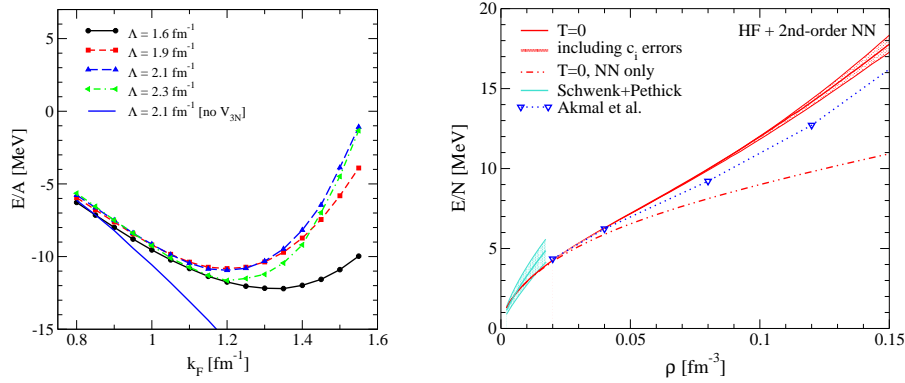 Λ = 1.6 fm⁻¹
Λ = 1.9 fm⁻¹
Λ = 2.1 fm⁻¹
Λ = 2.3 fm⁻¹
Λ = 2.1 fm⁻¹ [no V₃N]
5
0
-5
-10
-15
E/A [MeV]
0.8
1
1.2
1.4
1.6
k_F [fm⁻¹]
T=0
including c_i errors
T=0, NN only
Schwenk+Pethick
Akmal et al.
HF + 2nd-order NN
20
15
10
5
0
E/N [MeV]
0
0.05
0.1
0.15
ρ [fm⁻³]